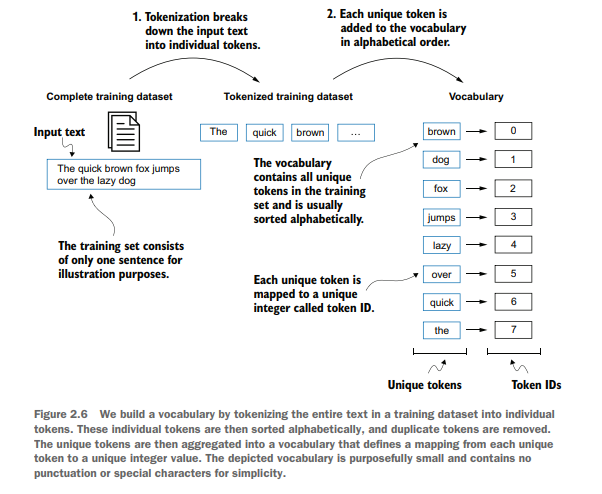 1. Tokenization breaks
down the input text
into individual tokens.
2. Each unique token is
added to the vocabulary
in alphabetical order.
Complete training dataset
Tokenized training dataset
Vocabulary
Input text
The quick brown fox jumps
over the lazy dog
The training set consists
of only one sentence for
illustration purposes.
The quick brown ...
The vocabulary
contains all unique
tokens in the training
set and is usually
sorted alphabetically.
Each unique token is
mapped to a unique
integer called token ID.
brown 0
dog 1
fox 2
jumps 3
lazy 4
over 5
quick 6
the 7
Unique tokens Token IDs
Figure 2.6 We build a vocabulary by tokenizing the entire text in a training dataset into individual
tokens. These individual tokens are then sorted alphabetically, and duplicate tokens are removed.
The unique tokens are then aggregated into a vocabulary that defines a mapping from each unique
token to a unique integer value. The depicted vocabulary is purposefully small and contains no
punctuation or special characters for simplicity.